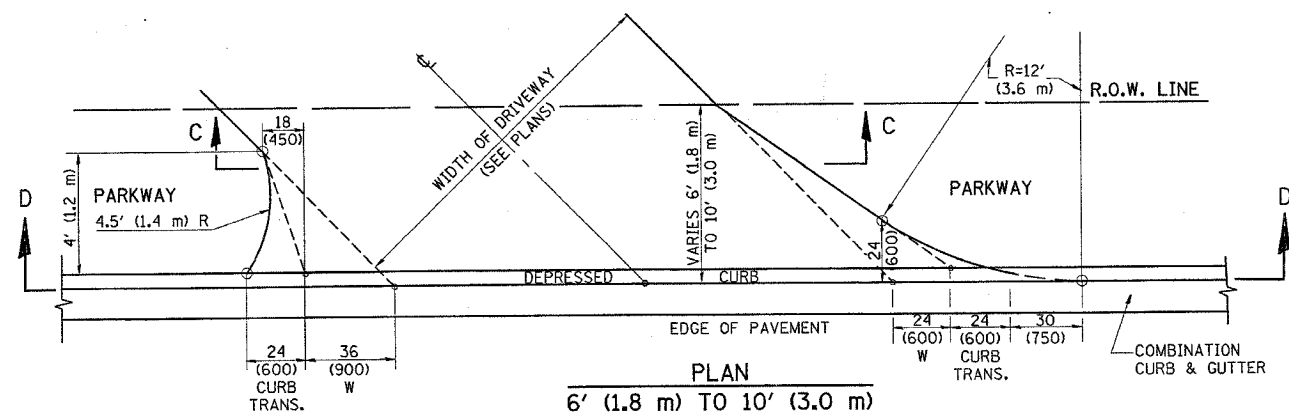 ℄
WIDTH OF DRIVEWAY
(SEE PLANS)
R=12'
(3.6 m)
R.O.W. LINE
C
18
(450)
C
4' (1.2 m)
PARKWAY
4.5' (1.4 m) R
VARIES 6' (1.8 m)
TO 10' (3.0 m)
24
(600)
PARKWAY
D
D
DEPRESSED CURB
EDGE OF PAVEMENT
24
(600)
CURB
TRANS.
36
(900)
W
24
(600)
W
24
(600)
CURB
TRANS.
30
(750)
COMBINATION
CURB & GUTTER
PLAN
6' (1.8 m) TO 10' (3.0 m)